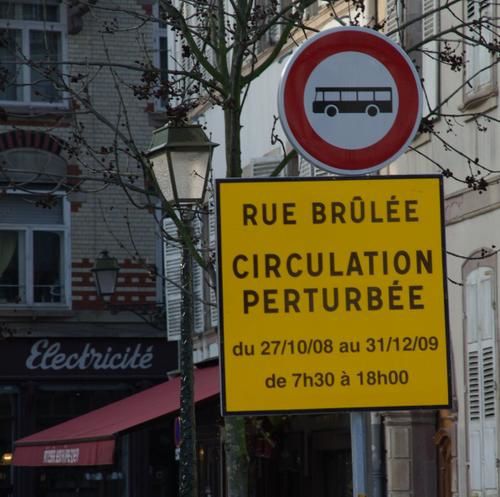 RUE BRÛLÉE
CIRCULATION
PERTURBÉE
du 27/10/08 au 31/12/09
de 7h30 à 18h00
Electricité